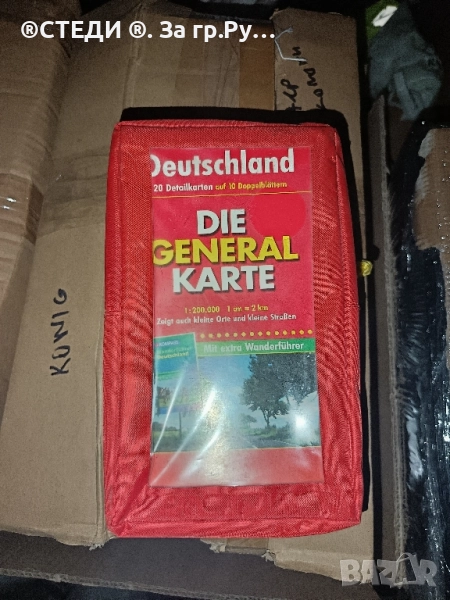 ®СТЕДИ ®. За гр.Ру...
Deutschland
20 Detailkarten auf 10 Doppelblättern
DIE
GENERAL
KARTE
1:200.000 1 cm = 2 km
Zeigt auch kleine Orte und kleine Straßen
Mit extra Wanderführer
KÖNIG
BAZAR